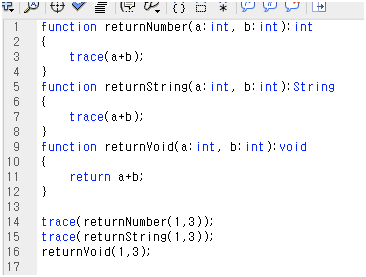 1 function returnNumber(a:int, b:int):int
2 {
3 trace(a+b);
4 }
5 function returnString(a:int, b:int):String
6 {
7 trace(a+b);
8 }
9 function returnVoid(a:int, b:int):void
10 {
11 return a+b;
12 }
13
14 trace(returnNumber(1,3));
15 trace(returnString(1,3));
16 returnVoid(1,3);
17